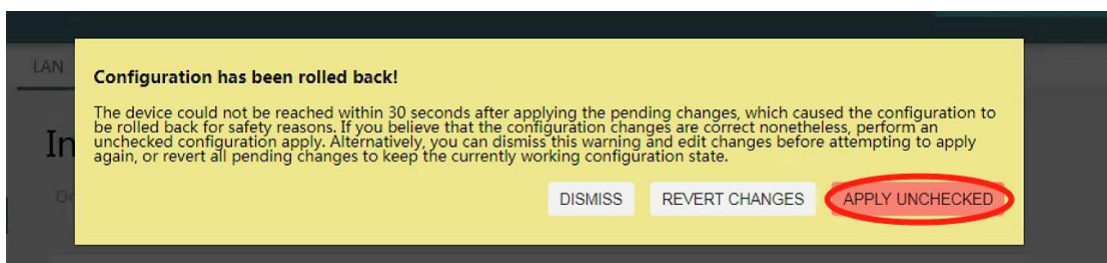 LAN
Configuration has been rolled back!
The device could not be reached within 30 seconds after applying the pending changes, which caused the configuration to
be rolled back for safety reasons. If you believe that the configuration changes are correct nonetheless, perform an
unchecked configuration apply. Alternatively, you can dismiss this warning and edit changes before attempting to apply
again, or revert all pending changes to keep the currently working configuration state.
In
DISMISS REVERT CHANGES APPLY UNCHECKED